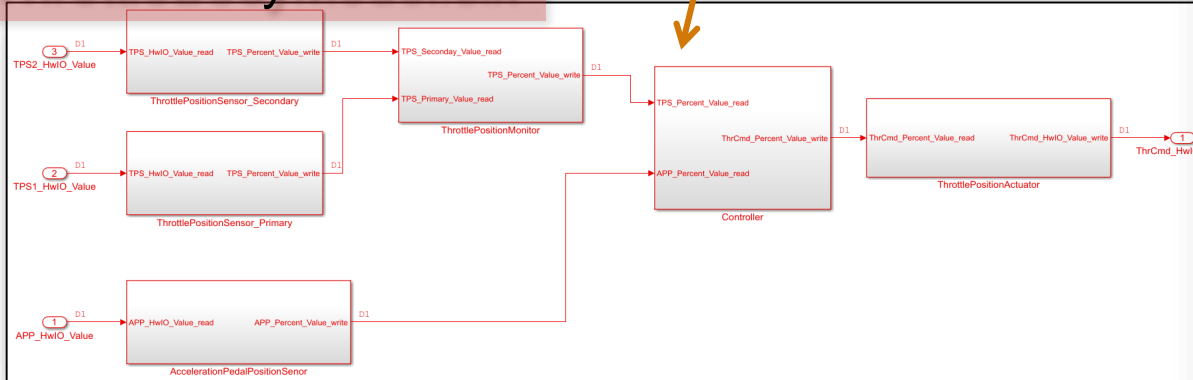 3
D1
TPS2_HwIO_Value
TPS_HwIO_Value_read TPS_Percent_Value_write
D1
ThrottlePositionSensor_Secondary
TPS_Seconday_Value_read
TPS_Percent_Value_write
D1
TPS_Primary_Value_read
ThrottlePositionMonitor
2
D1
TPS1_HwIO_Value
TPS_HwIO_Value_read TPS_Percent_Value_write
D1
ThrottlePositionSensor_Primary
TPS_Percent_Value_read
ThrCmd_Percent_Value_write
D1
APP_Percent_Value_read
Controller
ThrCmd_Percent_Value_read ThrCmd_HwIO_Value_write
D1
1
ThrCmd_HwI
ThrottlePositionActuator
1
D1
APP_HwIO_Value
APP_HwIO_Value_read APP_Percent_Value_write
D1
AccelerationPedalPositionSenor